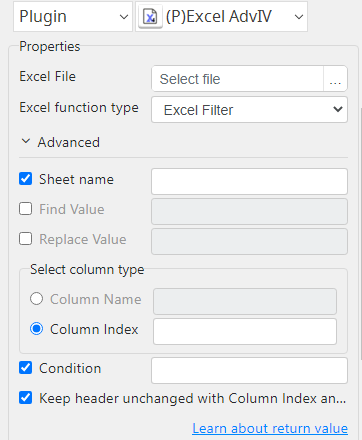 Plugin (P)Excel AdvIV
Properties
Excel File Select file ...
Excel function type Excel Filter
Advanced
Sheet name
Find Value
Replace Value
Select column type
Column Name
Column Index
Condition
Keep header unchanged with Column Index an...
Learn about return value